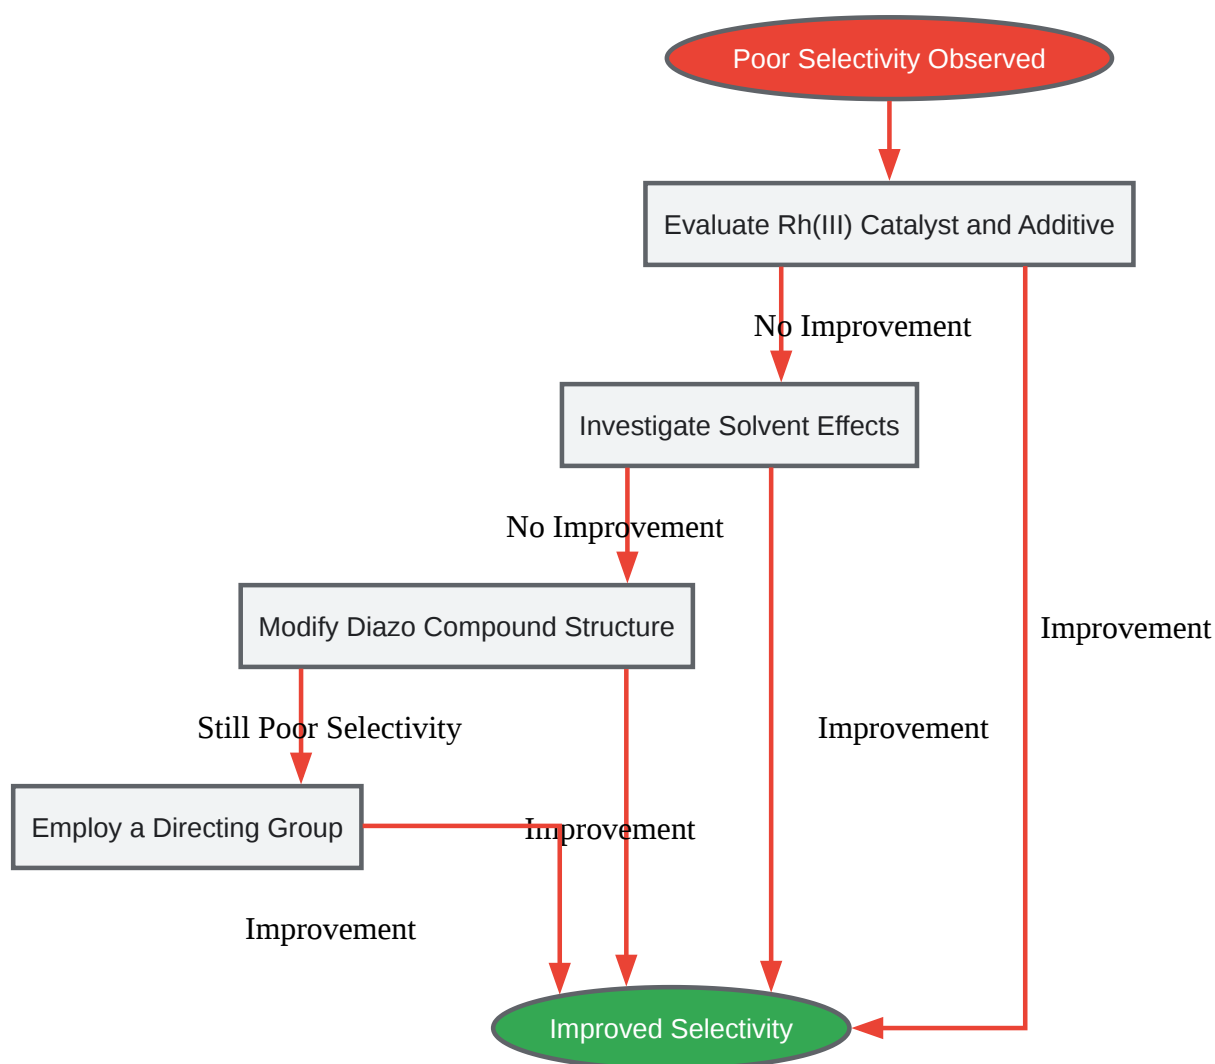 Poor Selectivity Observed
Evaluate Rh(III) Catalyst and Additive
No Improvement
Investigate Solvent Effects
No Improvement
Modify Diazo Compound Structure
Improvement
Still Poor Selectivity
Improvement
Employ a Directing Group
Improvement
Improvement
Improved Selectivity